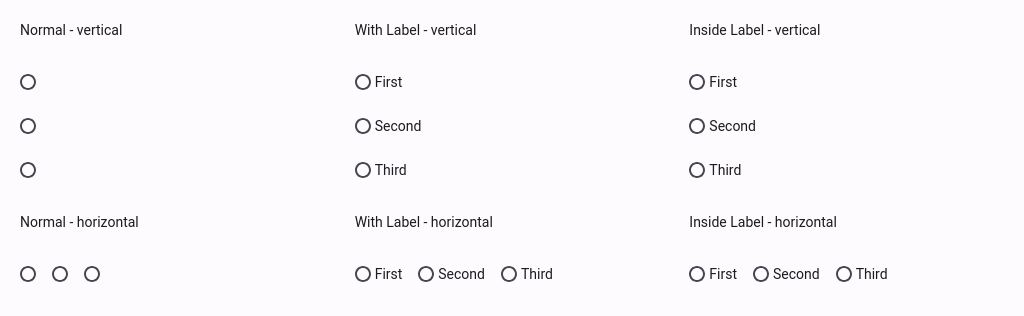 Normal - vertical
With Label - vertical
Inside Label - vertical
First
First
Second
Second
Third
Third
Normal - horizontal
With Label - horizontal
Inside Label - horizontal
First Second Third
First Second Third